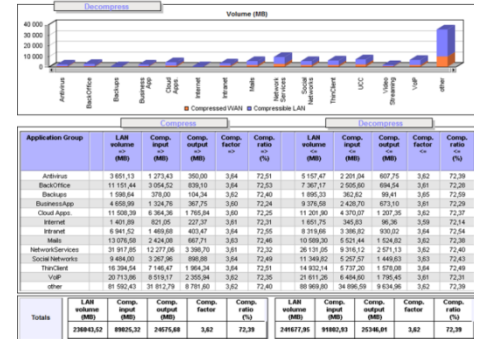 Decompress
Volume (MB)
40 000
30 000
20 000
10 000
0
Antivirus
BackOffice
Backups
Business App
Cloud Apps.
Internet
Intranet
Mails
Network Services
Social Networks
ThinClient
UCC
Video Streaming
VoIP
other
Compressed WAN Compressible LAN
Compress Decompress
Application Group LAN volume => (MB) Comp. input => (MB) Comp. output => (MB) Comp. factor => Comp. ratio => (%) LAN volume <= (MB) Comp. input <= (MB) Comp. output <= (MB) Comp. factor <= Comp. ratio <= (%)
Antivirus 3 651,13 1 273,43 350,00 3,64 72,51 5 157,47 2 201,04 607,75 3,62 72,39
BackOffice 11 151,44 3 054,52 839,10 3,64 72,53 7 367,17 2 505,60 694,54 3,61 72,28
Backups 1 598,64 378,00 104,34 3,62 72,40 1 695,33 362,62 99,41 3,65 72,59
BusinessApp 4 658,99 1 324,76 367,75 3,60 72,24 9 376,58 2 428,70 673,10 3,61 72,29
Cloud Apps. 11 508,39 6 364,36 1 765,84 3,60 72,25 11 201,90 4 370,07 1 207,35 3,62 72,37
Internet 1 401,89 821,05 227,37 3,61 72,31 1 651,75 345,83 96,36 3,59 72,14
Intranet 6 941,52 1 469,68 403,47 3,64 72,55 8 319,66 3 386,82 930,02 3,64 72,54
Mails 13 076,58 2 424,08 667,71 3,63 72,46 10 589,30 5 521,44 1 524,82 3,62 72,38
NetworkServices 31 917,95 12 277,06 3 398,70 3,61 72,32 26 131,05 9 316,12 2 571,13 3,62 72,40
Social Networks 9 484,00 3 267,96 898,88 3,64 72,49 11 349,82 5 257,57 1 449,63 3,63 72,43
ThinClient 16 394,54 7 146,47 1 964,34 3,64 72,51 14 932,14 5 737,20 1 578,08 3,64 72,49
VoIP 20 713,86 8 519,17 2 355,94 3,62 72,35 21 611,26 6 484,60 1 795,45 3,61 72,31
other 81 592,43 31 812,79 8 781,60 3,62 72,40 88 969,80 34 896,59 9 634,96 3,62 72,39
Totals LAN volume (MB) Comp. input (MB) Comp. output (MB) Comp. factor Comp. ratio (%) LAN volume (MB) Comp. input (MB) Comp. output (MB) Comp. factor Comp. ratio (%)
236043,52 89025,32 24575,68 3,62 72,39 241677,95 91802,93 25346,01 3,62 72,39